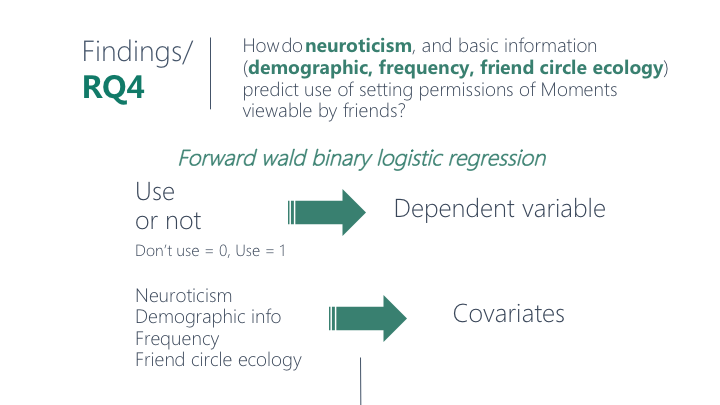 Findings/
RQ4
How do neuroticism, and basic information
(demographic, frequency, friend circle ecology)
predict use of setting permissions of Moments
viewable by friends?
Forward wald binary logistic regression
Use
or not
Dependent variable
Don't use = 0, Use = 1
Neuroticism
Demographic info
Frequency
Friend circle ecology
Covariates